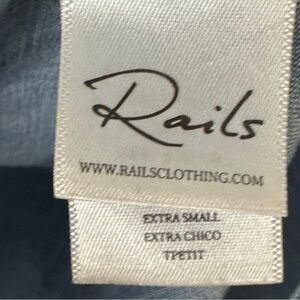 Rails
WWW.RAILSCLOTHING.COM
EXTRA SMALL
EXTRA CHICO
TPETIT